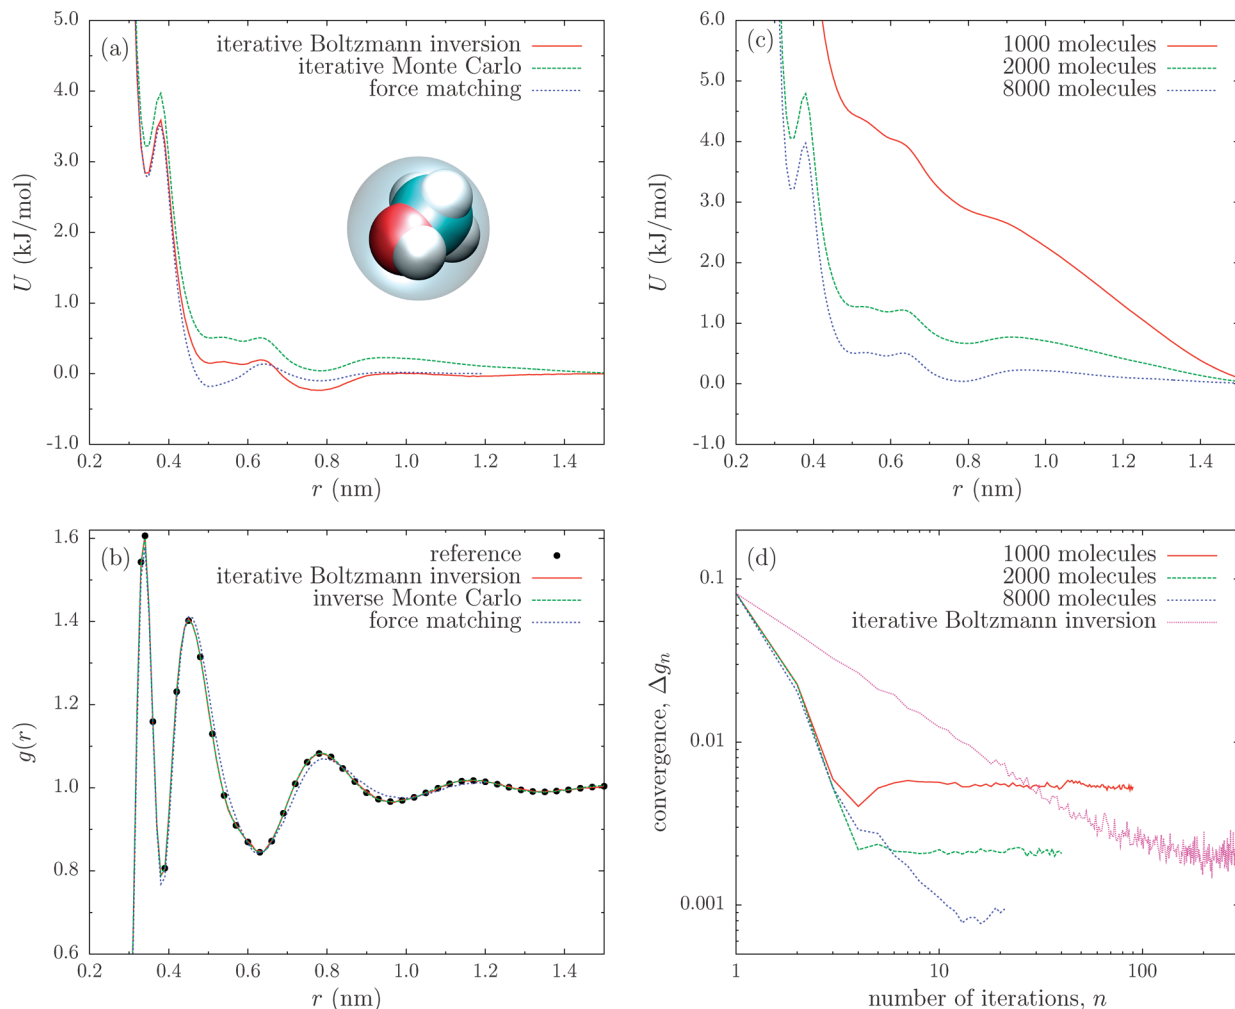 (a)
iterative Boltzmann inversion
iterative Monte Carlo
force matching
5.0
4.0
3.0
2.0
1.0
0.0
-1.0
U (kJ/mol)
0.2 0.4 0.6 0.8 1.0 1.2 1.4
r (nm)
(c)
1000 molecules
2000 molecules
8000 molecules
6.0
5.0
4.0
3.0
2.0
1.0
0.0
-1.0
U (kJ/mol)
0.2 0.4 0.6 0.8 1.0 1.2 1.4
r (nm)
(b)
reference
iterative Boltzmann inversion
inverse Monte Carlo
force matching
1.6
1.4
1.2
1.0
0.8
0.6
g(r)
0.2 0.4 0.6 0.8 1.0 1.2 1.4
r (nm)
(d)
1000 molecules
2000 molecules
8000 molecules
iterative Boltzmann inversion
0.1
0.01
0.001
convergence, Δgₙ
1 10 100
number of iterations, n